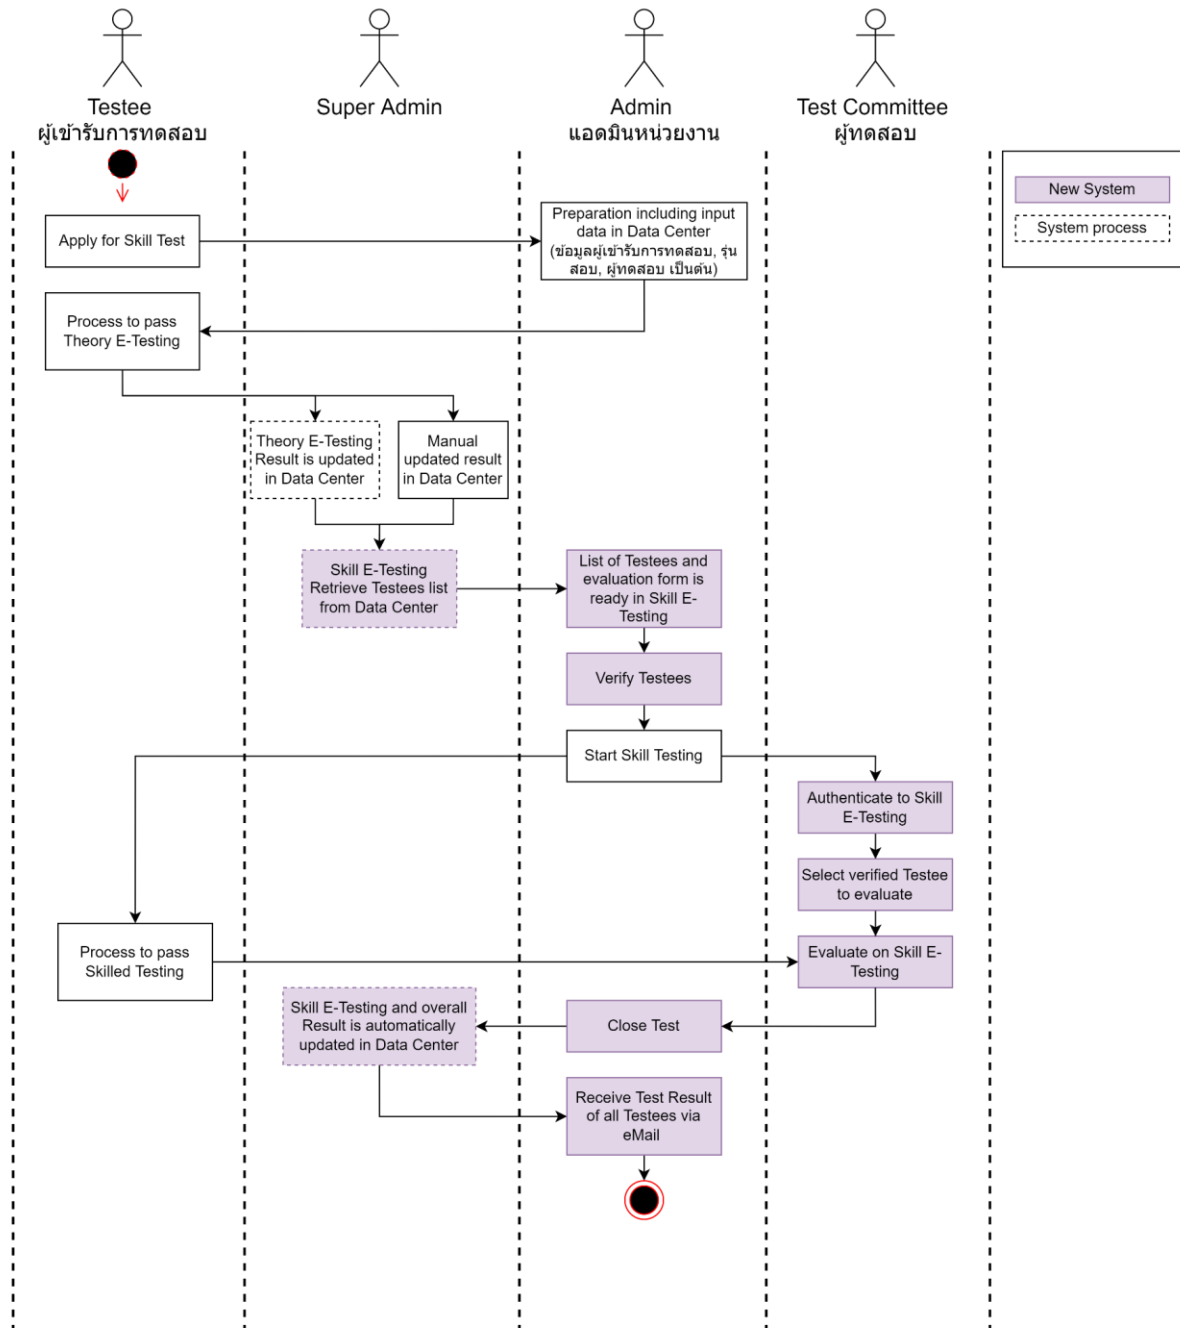 Testee
ผู้เข้ารับการทดสอบ
Super Admin
Admin
แอดมินหน่วยงาน
Test Committee
ผู้ทดสอบ
New System
System process
Apply for Skill Test
Preparation including input
data in Data Center
(ข้อมูลผู้เข้ารับการทดสอบ, รุ่น
สอบ, ผู้ทดสอบ เป็นต้น)
Process to pass
Theory E-Testing
Theory E-Testing
Result is updated
in Data Center
Manual
updated result
in Data Center
Skill E-Testing
Retrieve Testees list
from Data Center
List of Testees and
evaluation form is
ready in Skill E-
Testing
Verify Testees
Start Skill Testing
Authenticate to Skill
E-Testing
Select verified Testee
to evaluate
Process to pass
Skilled Testing
Evaluate on Skill E-
Testing
Skill E-Testing and overall
Result is automatically
updated in Data Center
Close Test
Receive Test Result
of all Testees via
eMail